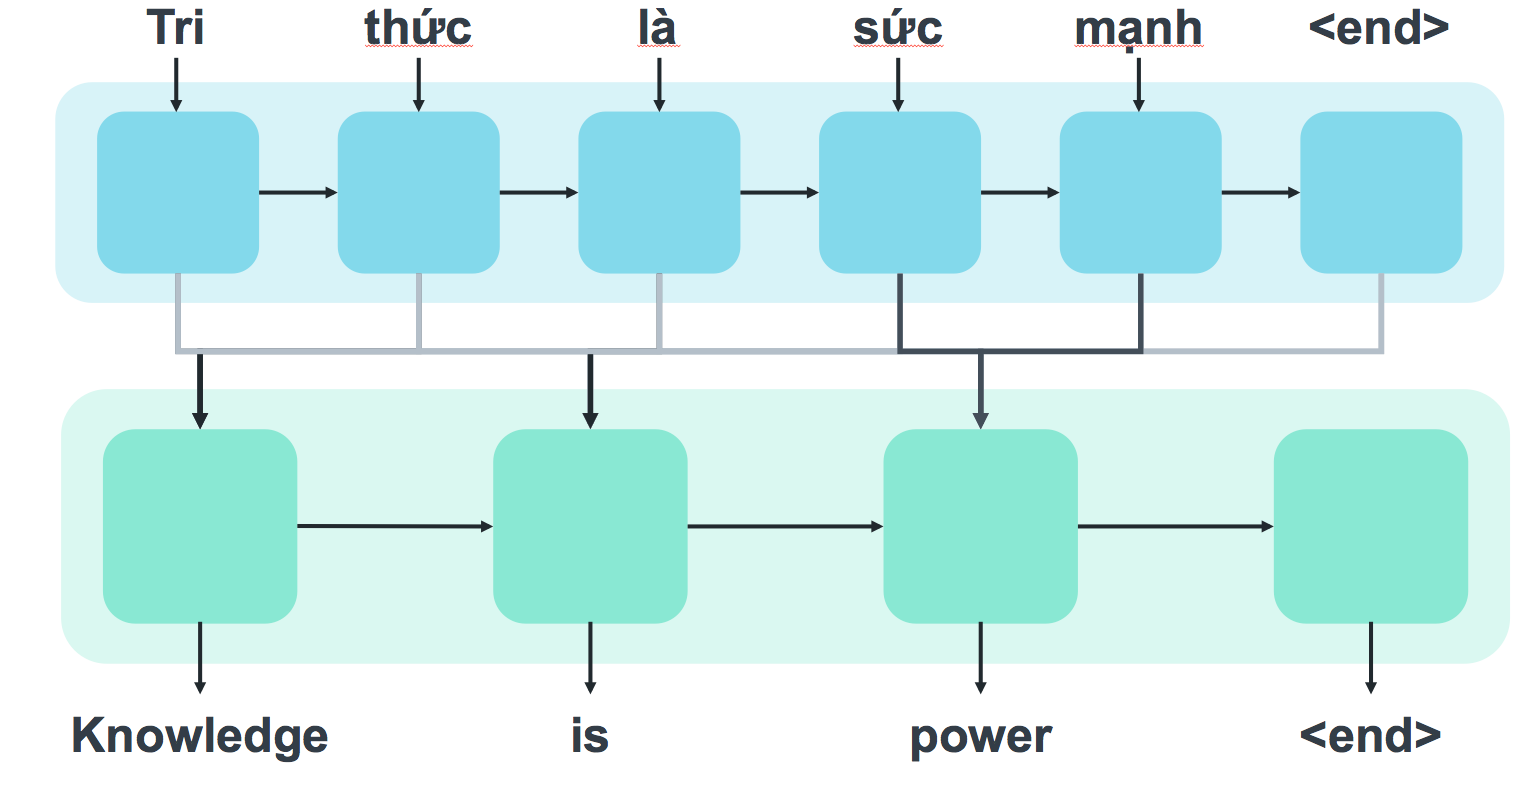 Tri thức là sức mạnh <end>
Knowledge is power <end>